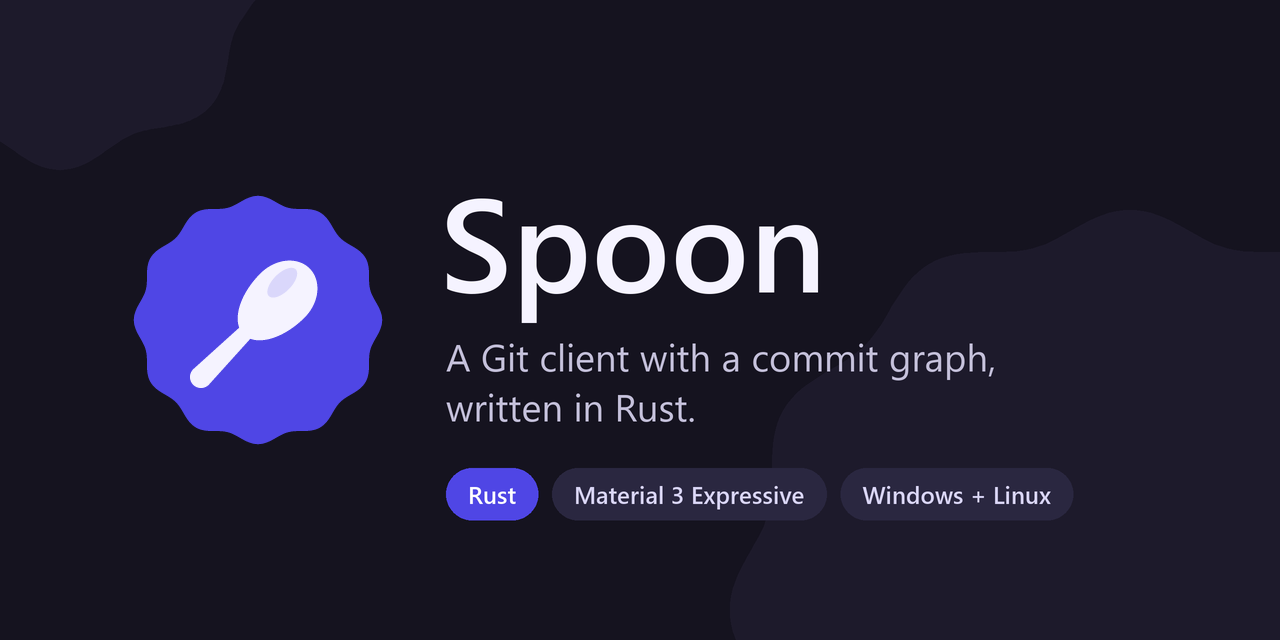 Spoon
A Git client with a commit graph,
written in Rust.
Rust
Material 3 Expressive
Windows + Linux